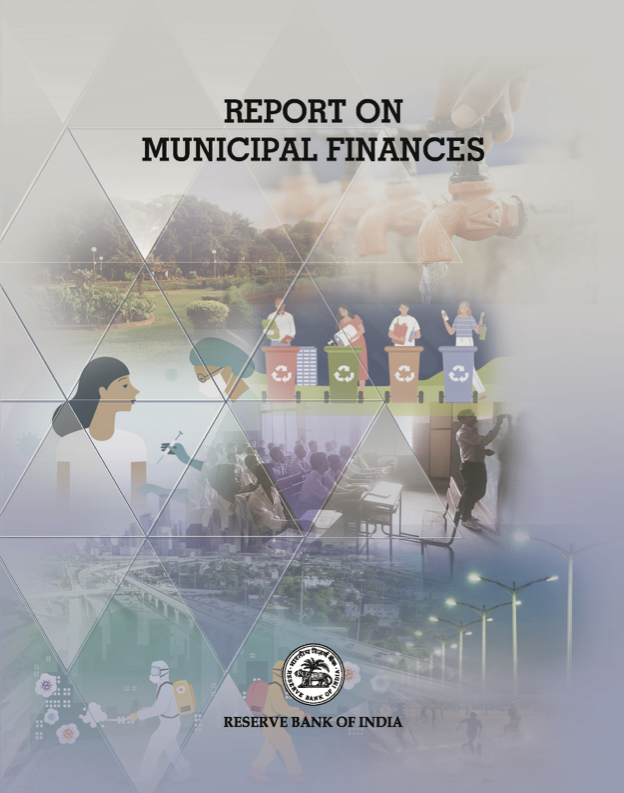 REPORT ON
MUNICIPAL FINANCES
भारतीय रिज़र्व बैंक
RESERVE BANK OF INDIA
RESERVE BANK OF INDIA